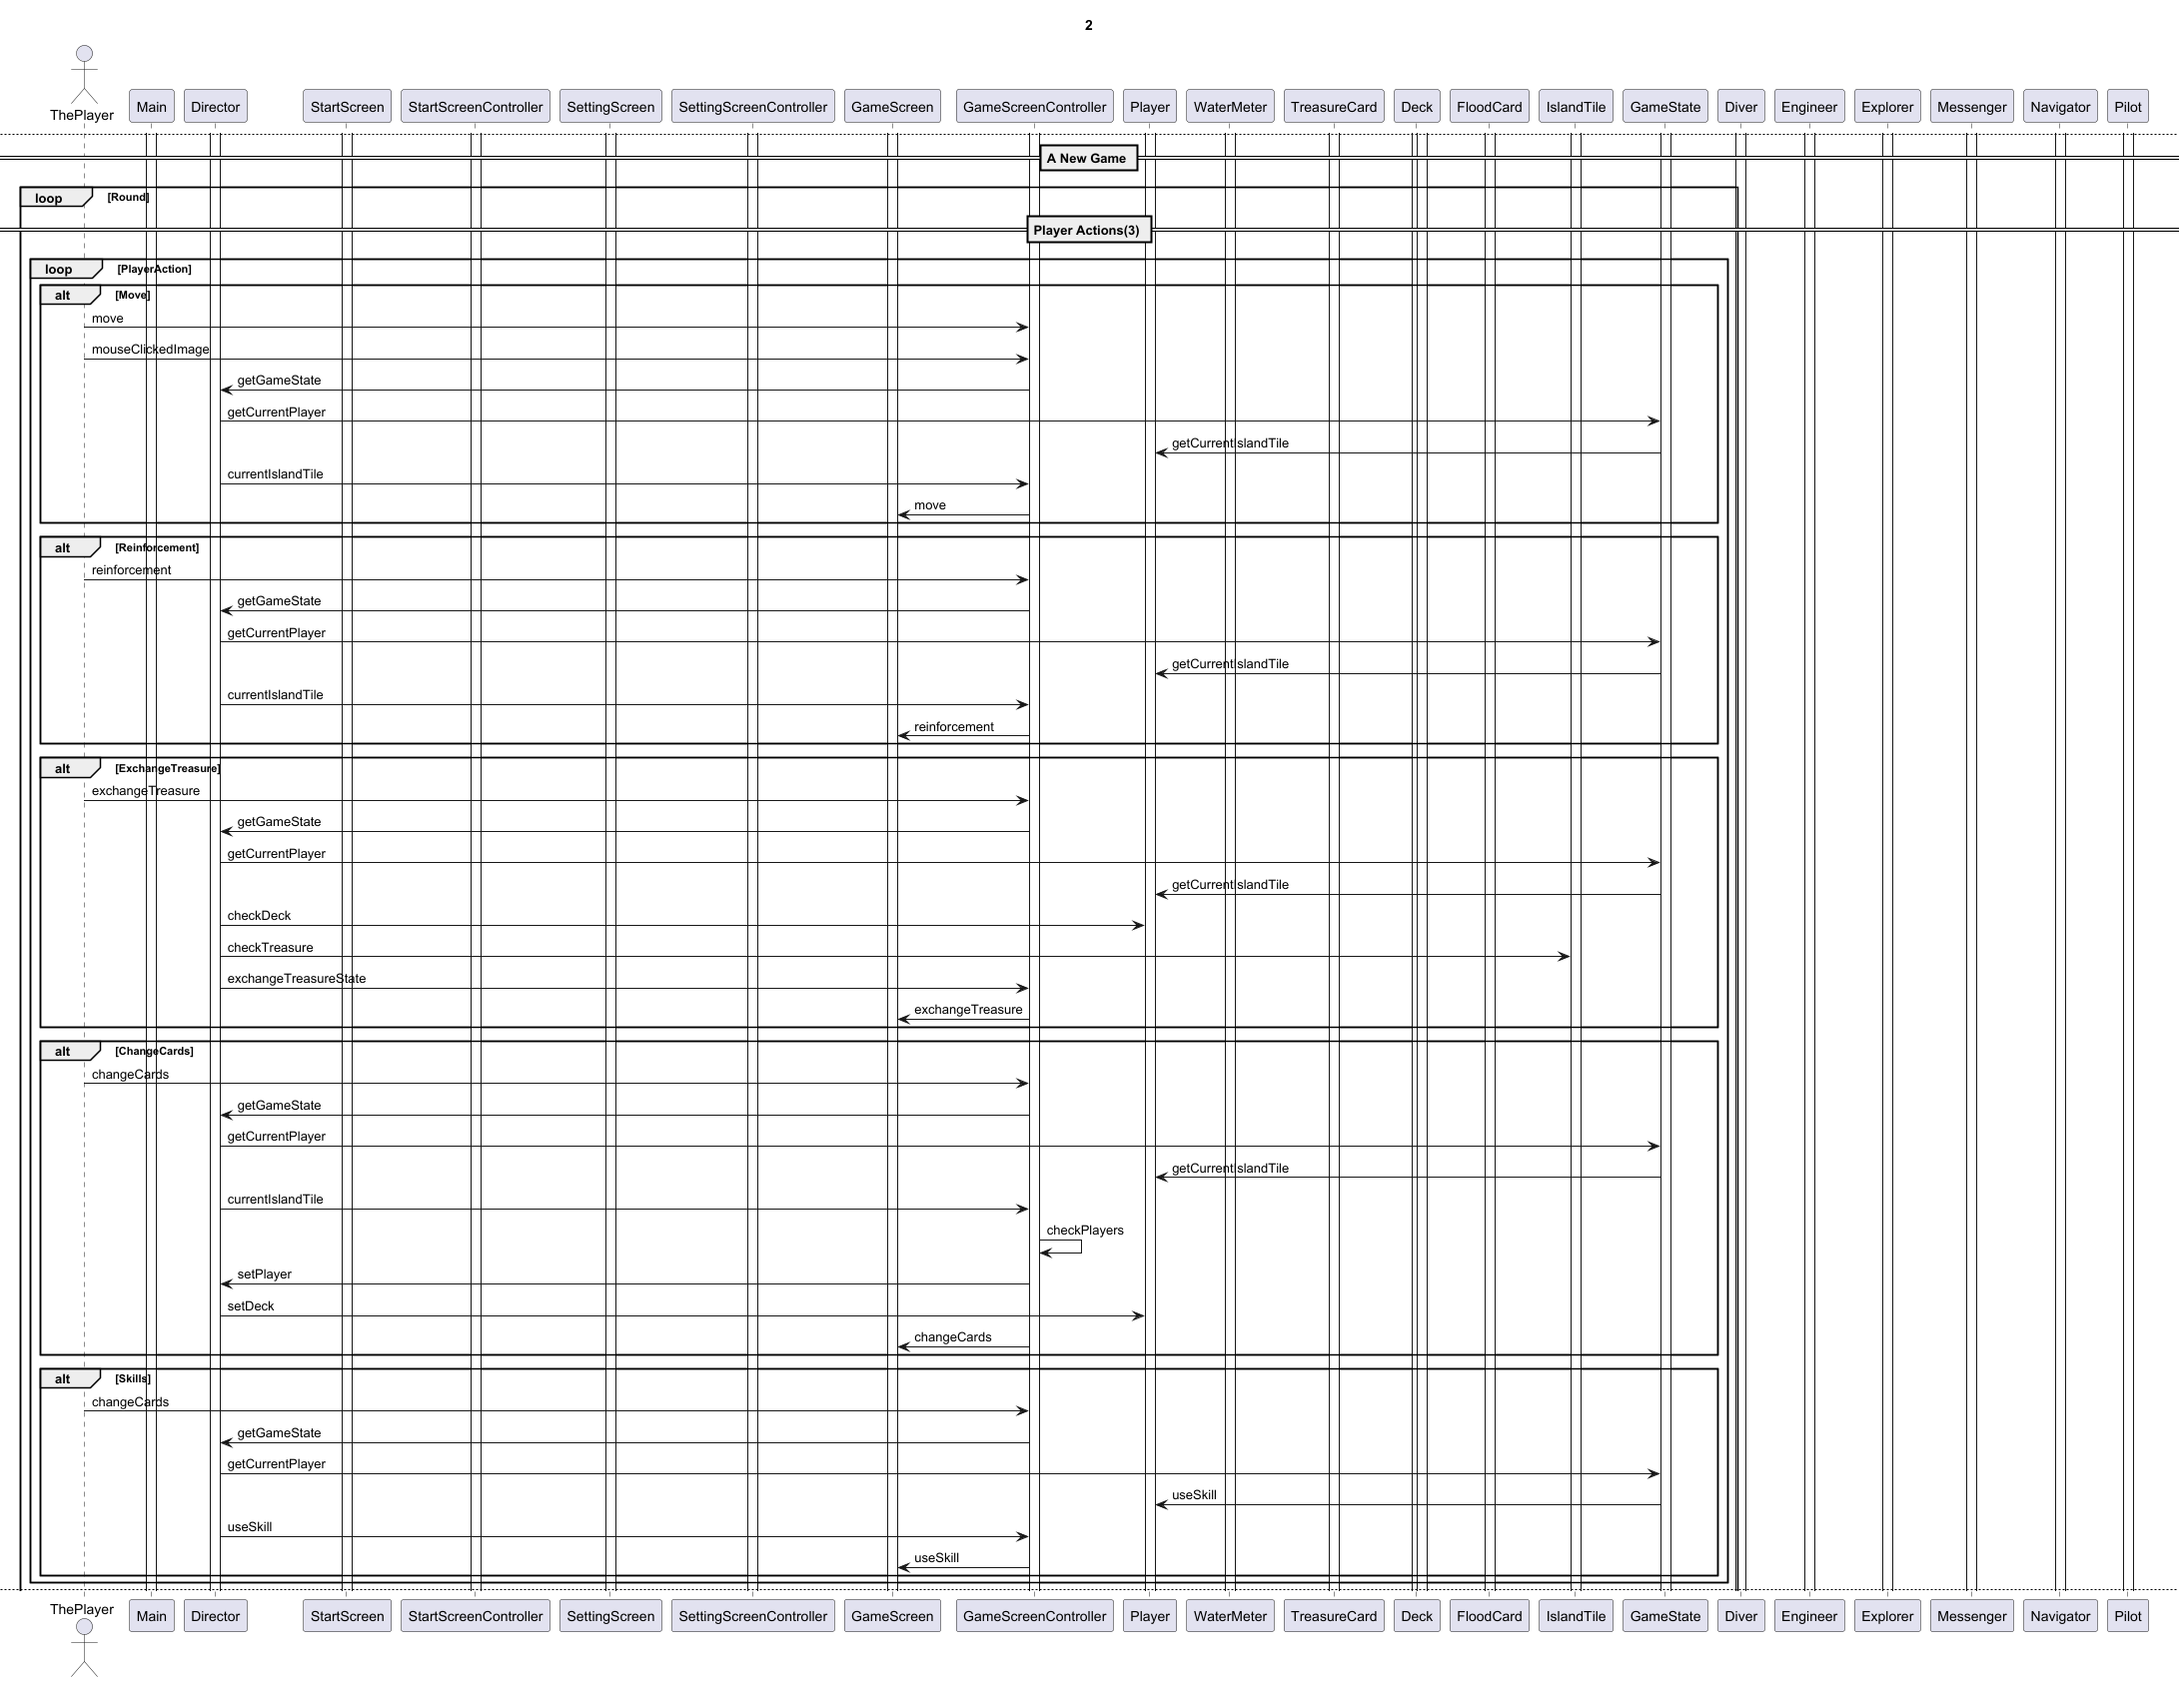 2
ThePlayer Main Director StartScreen StartScreenController SettingScreen SettingScreenController GameScreen GameScreenController Player WaterMeter TreasureCard Deck FloodCard IslandTile GameState Diver Engineer Explorer Messenger Navigator Pilot
A New Game
loop [Round]
Player Actions(3)
loop [PlayerAction]
alt [Move]
move
mouseClickedImage
getGameState
getCurrentPlayer
getCurrentIslandTile
currentIslandTile
move
alt [Reinforcement]
reinforcement
getGameState
getCurrentPlayer
getCurrentIslandTile
currentIslandTile
reinforcement
alt [ExchangeTreasure]
exchangeTreasure
getGameState
getCurrentPlayer
getCurrentIslandTile
checkDeck
checkTreasure
exchangeTreasureState
exchangeTreasure
alt [ChangeCards]
changeCards
getGameState
getCurrentPlayer
getCurrentIslandTile
currentIslandTile
checkPlayers
setPlayer
setDeck
changeCards
alt [Skills]
changeCards
getGameState
getCurrentPlayer
useSkill
useSkill
useSkill
ThePlayer Main Director StartScreen StartScreenController SettingScreen SettingScreenController GameScreen GameScreenController Player WaterMeter TreasureCard Deck FloodCard IslandTile GameState Diver Engineer Explorer Messenger Navigator Pilot